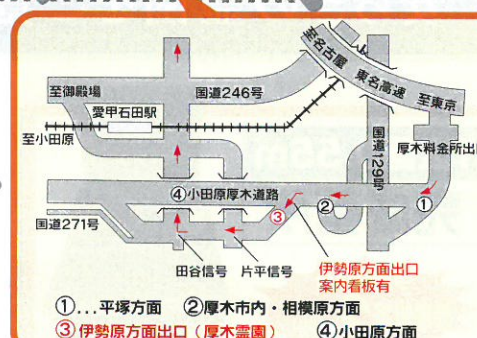 至名古屋
東名高速
至東京
至御殿場
国道246号
愛甲石田駅
至小田原
国道129号
厚木料金所出口
④小田原厚木道路
①
②
③
国道271号
田谷信号
片平信号
伊勢原方面出口
案内看板有
①…平塚方面 ②厚木市内・相模原方面
③伊勢原方面出口（厚木霊園） ④小田原方面